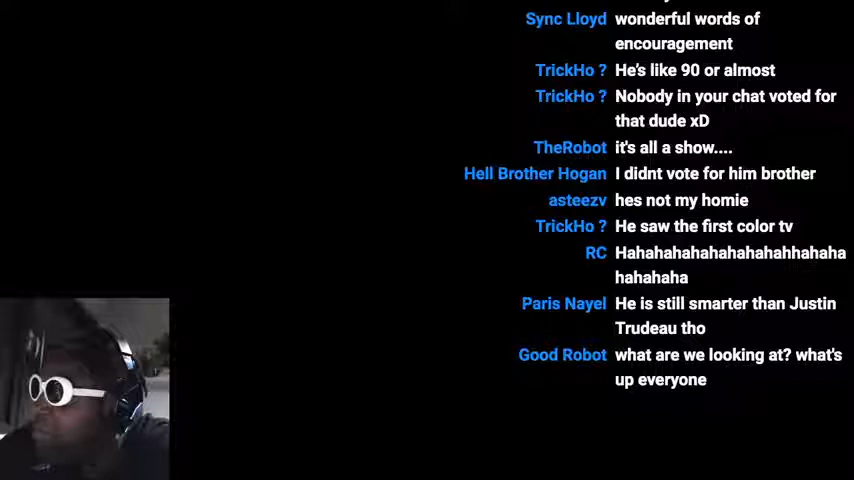 Sync Lloyd wonderful words of
encouragement
TrickHo ? He's like 90 or almost
TrickHo ? Nobody in your chat voted for
that dude xD
TheRobot it's all a show....
Hell Brother Hogan I didnt vote for him brother
asteezv hes not my homie
TrickHo ? He saw the first color tv
RC Hahahahahahahahahhahaha
hahahaha
Paris Nayel He is still smarter than Justin
Trudeau tho
Good Robot what are we looking at? what's
up everyone